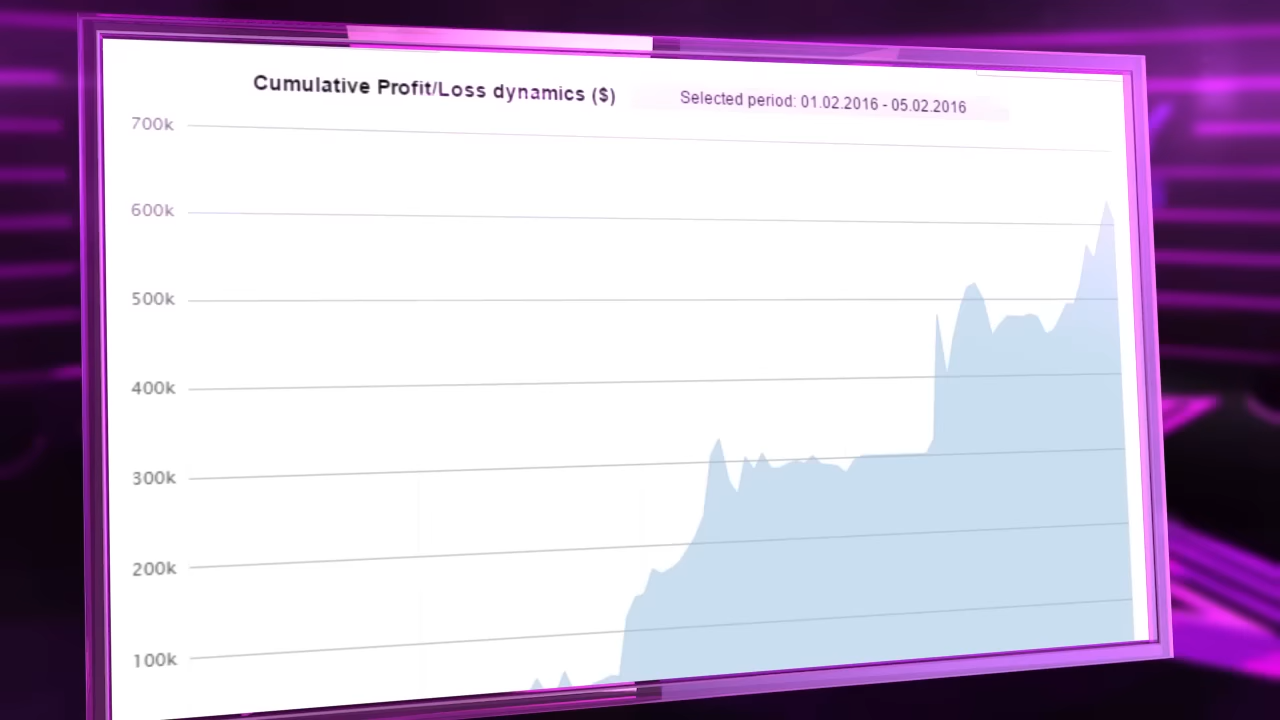 Cumulative Profit/Loss dynamics ($)
Selected period: 01.02.2016 - 05.02.2016
700k
600k
500k
400k
300k
200k
100k